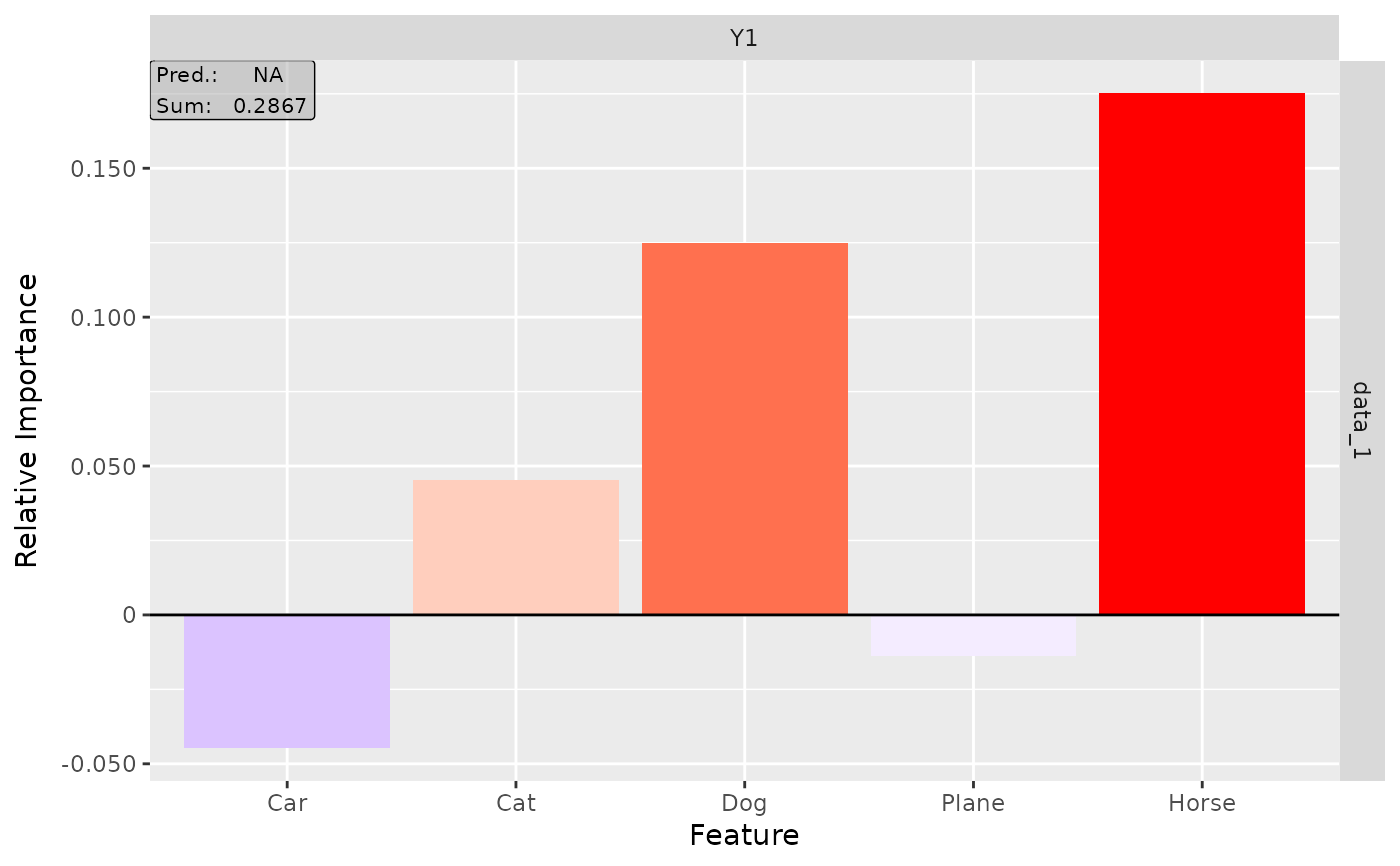 Y1
Pred.: NA
Sum: 0.2867
data_1
Relative Importance
0.150
0.100
0.050
0
-0.050
Car Cat Dog Plane Horse
Feature